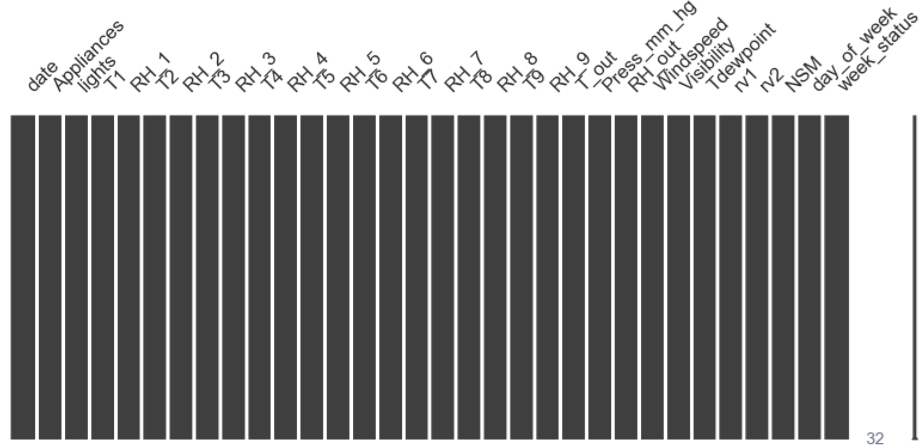 date
Appliances
lights
T1
RH_1
T2
RH_2
T3
RH_3
T4
RH_4
T5
RH_5
T6
RH_6
T7
RH_7
T8
RH_8
T9
RH_9
T_out
Press_mm_hg
RH_out
Windspeed
Visibility
Tdewpoint
rv1
rv2
NSM
day_of_week
week_status
32